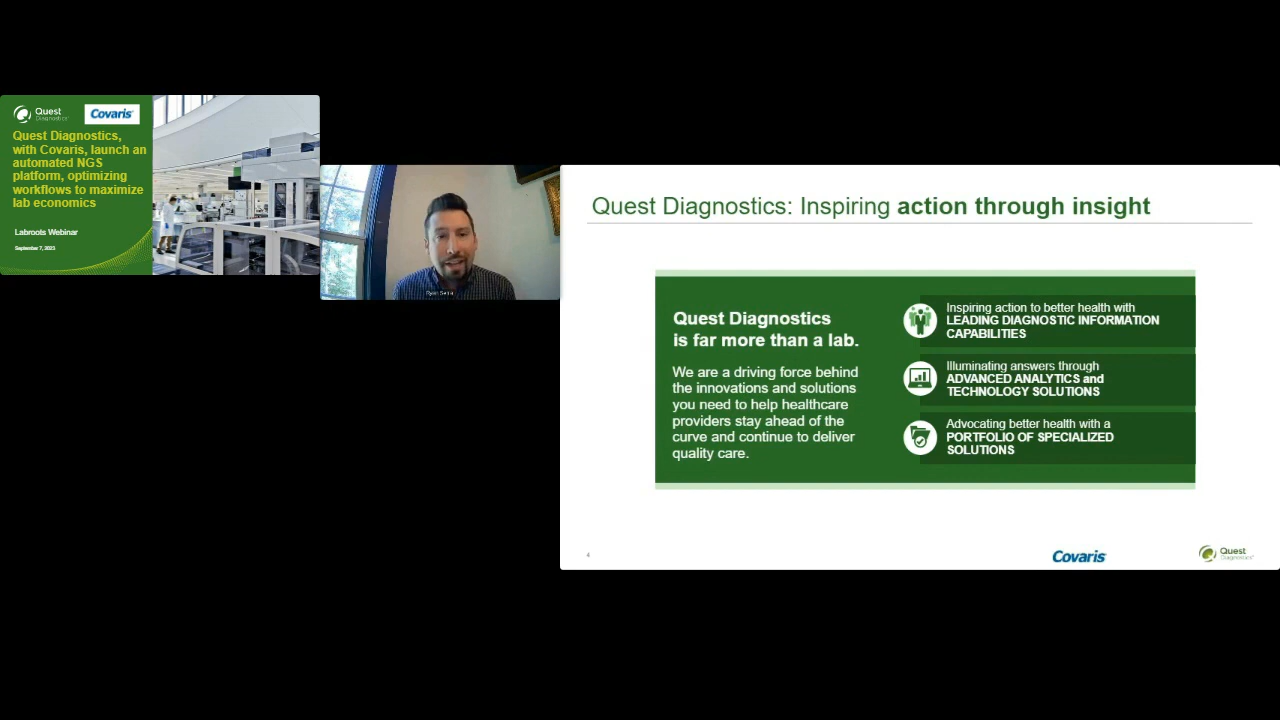 Quest
Diagnostics
Covaris
Quest Diagnostics,
with Covaris, launch an
automated NGS
platform, optimizing
workflows to maximize
lab economics
Labroots Webinar
September 7, 2023
Quest Diagnostics: Inspiring action through insight
Quest Diagnostics
is far more than a lab.
We are a driving force behind
the innovations and solutions
you need to help healthcare
providers stay ahead of the
curve and continue to deliver
quality care.
Inspiring action to better health with
LEADING DIAGNOSTIC INFORMATION
CAPABILITIES
Illuminating answers through
ADVANCED ANALYTICS and
TECHNOLOGY SOLUTIONS
Advocating better health with a
PORTFOLIO OF SPECIALIZED
SOLUTIONS
4
Covaris
Quest
Diagnostics